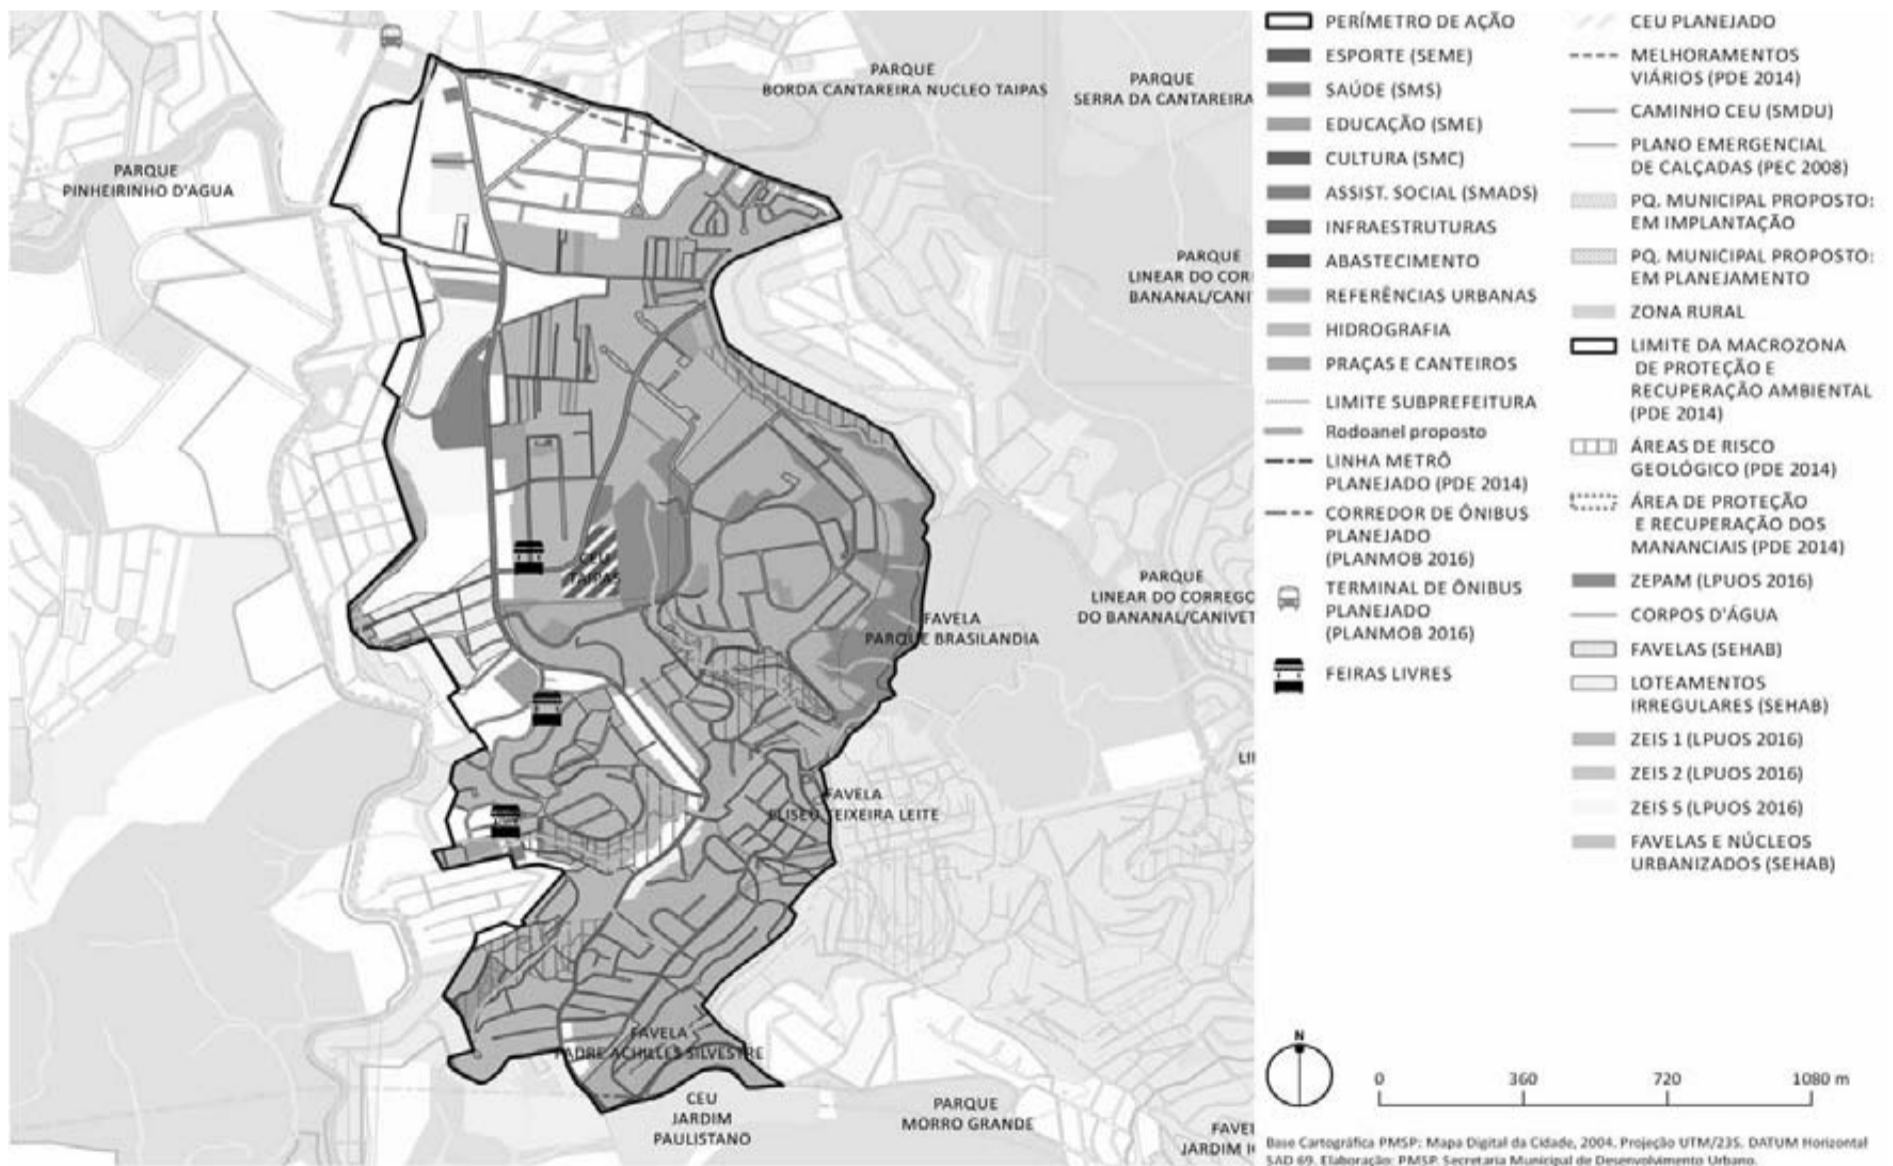 PARQUE
BORDA CANTAREIRA NUCLEO TAIPAS
PARQUE
SERRA DA CANTAREIRA
PARQUE
PINHEIRINHO D'AGUA
PARQUE
LINEAR DO COR
BANANAL/CANI
CEU
TAIPAS
PARQUE
LINEAR DO CORREGO
DO BANANAL/CANIVET
FAVELA
PARQUE BRASILANDIA
LI
FAVELA
ELISEU TEIXEIRA LEITE
FAVELA
PADRE ACHILLES SILVESTRE
CEU
JARDIM
PAULISTANO
PARQUE
MORRO GRANDE
FAVEL
JARDIM I
PERÍMETRO DE AÇÃO
ESPORTE (SEME)
SAÚDE (SMS)
EDUCAÇÃO (SME)
CULTURA (SMC)
ASSIST. SOCIAL (SMADS)
INFRAESTRUTURAS
ABASTECIMENTO
REFERÊNCIAS URBANAS
HIDROGRAFIA
PRAÇAS E CANTEIROS
LIMITE SUBPREFEITURA
Rodoanel proposto
LINHA METRÔ
PLANEJADO (PDE 2014)
CORREDOR DE ÔNIBUS
PLANEJADO
(PLANMOB 2016)
TERMINAL DE ÔNIBUS
PLANEJADO
(PLANMOB 2016)
FEIRAS LIVRES
CEU PLANEJADO
MELHORAMENTOS
VIÁRIOS (PDE 2014)
CAMINHO CEU (SMDU)
PLANO EMERGENCIAL
DE CALÇADAS (PEC 2008)
PQ. MUNICIPAL PROPOSTO:
EM IMPLANTAÇÃO
PQ. MUNICIPAL PROPOSTO:
EM PLANEJAMENTO
ZONA RURAL
LIMITE DA MACROZONA
DE PROTEÇÃO E
RECUPERAÇÃO AMBIENTAL
(PDE 2014)
ÁREAS DE RISCO
GEOLÓGICO (PDE 2014)
ÁREA DE PROTEÇÃO
E RECUPERAÇÃO DOS
MANANCIAIS (PDE 2014)
ZEPAM (LPUOS 2016)
CORPOS D'ÁGUA
FAVELAS (SEHAB)
LOTEAMENTOS
IRREGULARES (SEHAB)
ZEIS 1 (LPUOS 2016)
ZEIS 2 (LPUOS 2016)
ZEIS 5 (LPUOS 2016)
FAVELAS E NÚCLEOS
URBANIZADOS (SEHAB)
N
0 360 720 1080 m
Base Cartográfica PMSP: Mapa Digital da Cidade, 2004. Projeção UTM/23S. DATUM Horizontal
SAD 69. Elaboração: PMSP. Secretaria Municipal de Desenvolvimento Urbano.